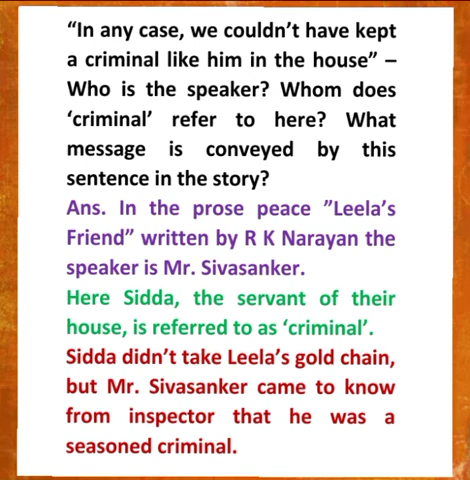 “In any case, we couldn’t have kept
a criminal like him in the house” –
Who is the speaker? Whom does
‘criminal’ refer to here? What
message is conveyed by this
sentence in the story?
Ans. In the prose peace ”Leela’s
Friend” written by R K Narayan the
speaker is Mr. Sivasanker.
Here Sidda, the servant of their
house, is referred to as ‘criminal’.
Sidda didn’t take Leela’s gold chain,
but Mr. Sivasanker came to know
from inspector that he was a
seasoned criminal.